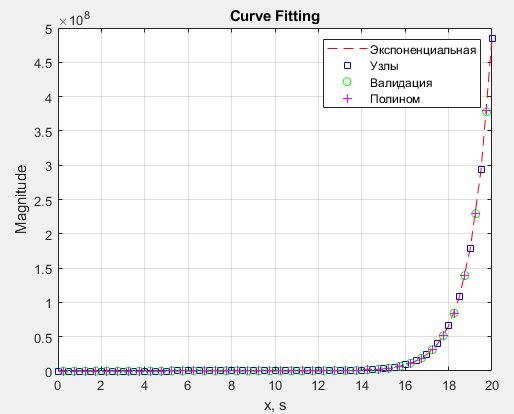 Curve Fitting
×10^8
5
4.5
4
3.5
3
2.5
2
1.5
1
0.5
0
Magnitude
Экспоненциальная
Узлы
Валидация
Полином
0 2 4 6 8 10 12 14 16 18 20
x, s